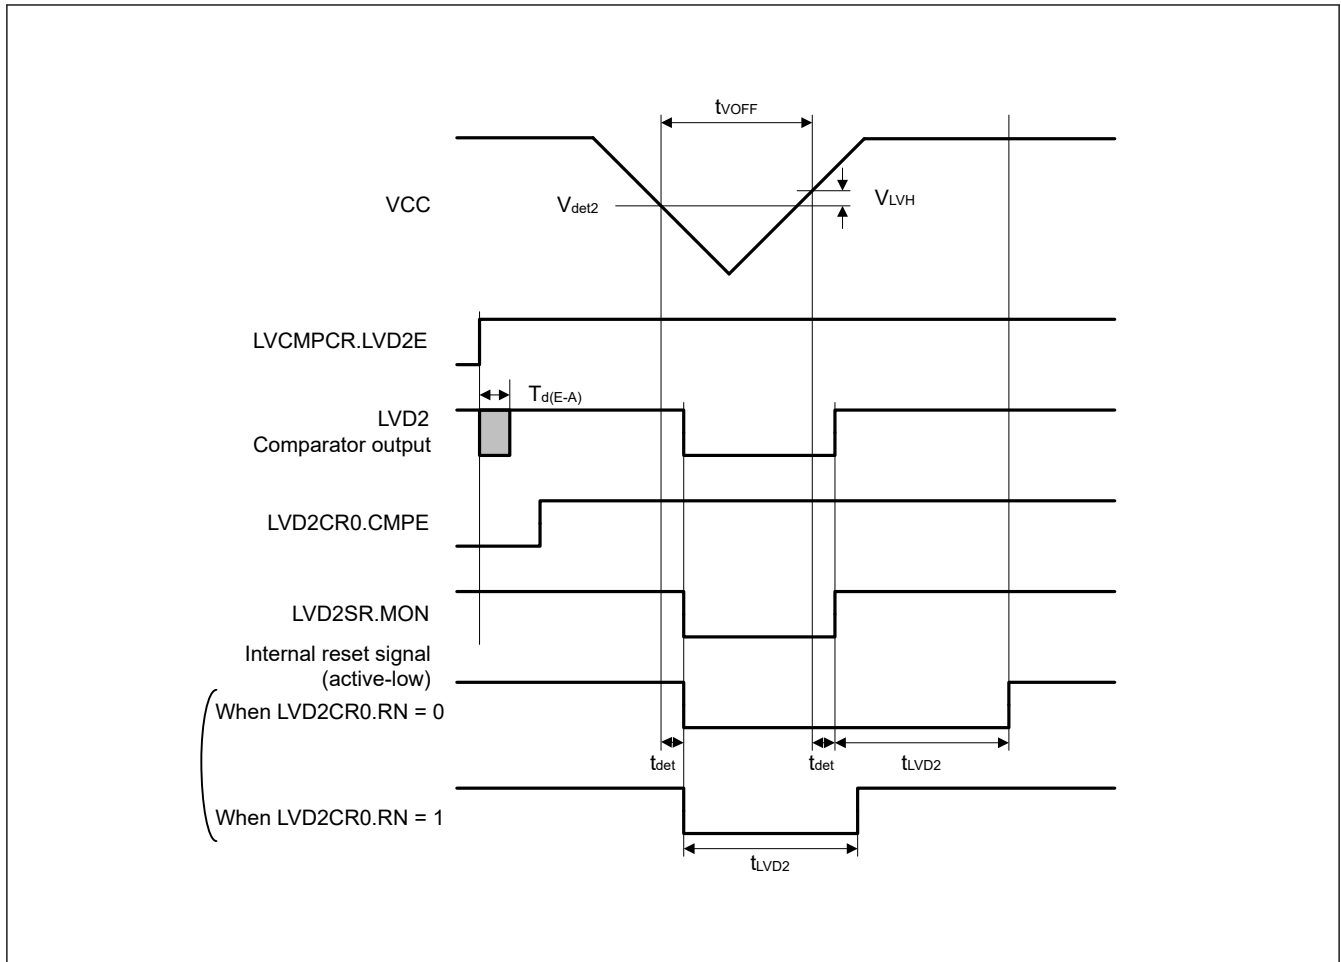 tVOFF
VCC
Vdet2
VLVH
LVCMPCR.LVD2E
Td(E-A)
LVD2
Comparator output
LVD2CR0.CMPE
LVD2SR.MON
Internal reset signal
(active-low)
When LVD2CR0.RN = 0
tdet
tdet
tLVD2
When LVD2CR0.RN = 1
tLVD2